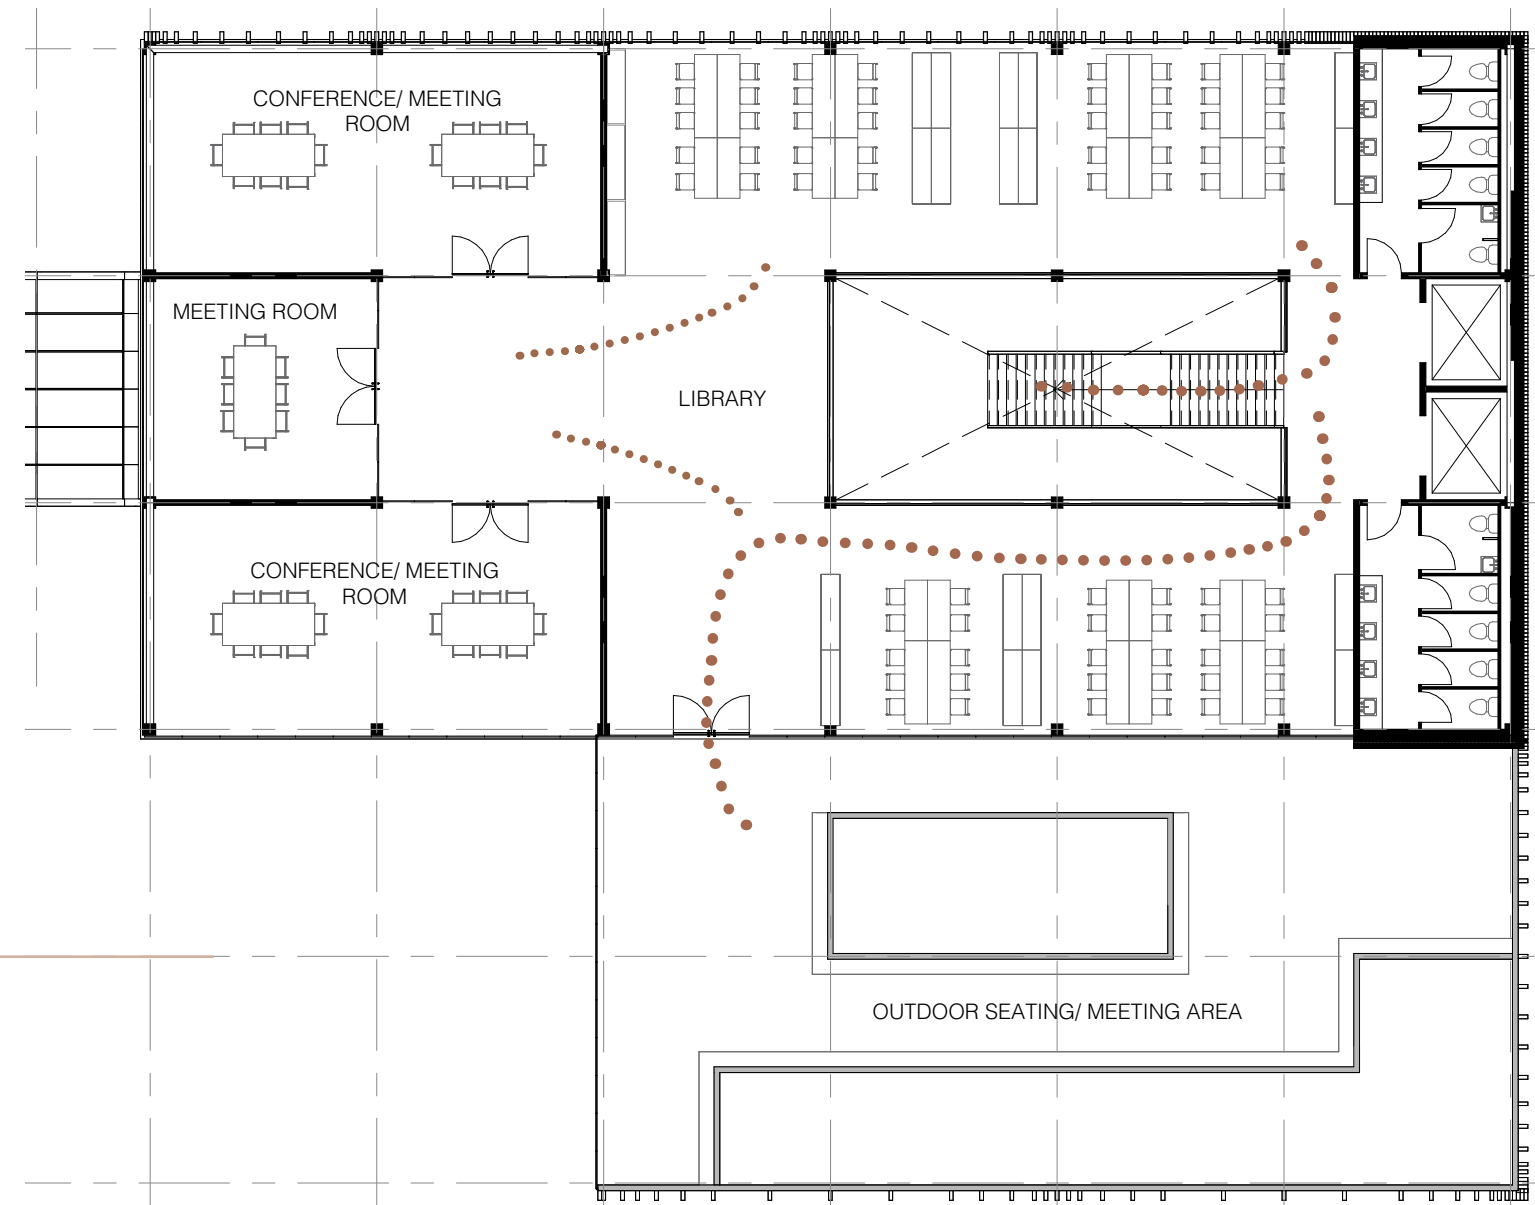 CONFERENCE/ MEETING
ROOM
MEETING ROOM
LIBRARY
CONFERENCE/ MEETING
ROOM
OUTDOOR SEATING/ MEETING AREA